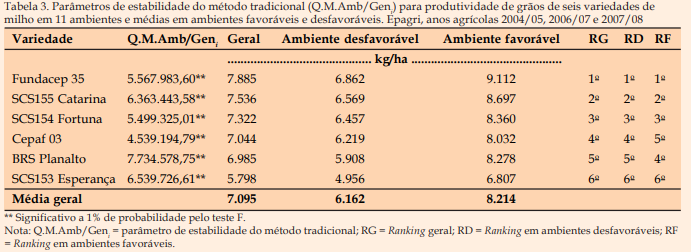 Tabela 3. Parâmetros de estabilidade do método tradicional (Q.M.Amb/Geni) para produtividade de grãos de seis variedades de
milho em 11 ambientes e médias em ambientes favoráveis e desfavoráveis. Epagri, anos agrícolas 2004/05, 2006/07 e 2007/08
Variedade Q.M.Amb/Geni Geral Ambiente desfavorável Ambiente favorável RG RD RF
............................................ kg/ha ............................................
Fundacep 35 5.567.983,60** 7.885 6.862 9.112 1º 1º 1º
SCS155 Catarina 6.363.443,58** 7.536 6.569 8.697 2º 2º 2º
SCS154 Fortuna 5.499.325,01** 7.322 6.457 8.360 3º 3º 3º
Cepaf 03 4.539.194,79** 7.044 6.219 8.032 4º 4º 5º
BRS Planalto 7.734.578,75** 6.985 5.908 8.278 5º 5º 4º
SCS153 Esperança 6.539.726,61** 5.798 4.956 6.807 6º 6º 6º
Média geral 7.095 6.162 8.214
** Significativo a 1% de probabilidade pelo teste F.
Nota: Q.M.Amb/Geni = parâmetro de estabilidade do método tradicional; RG = Ranking geral; RD = Ranking em ambientes desfavoráveis; RF
= Ranking em ambientes favoráveis.